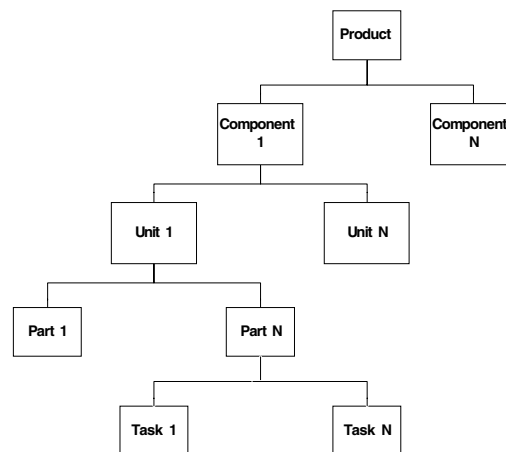 Product
Component
1
Component
N
Unit 1
Unit N
Part 1
Part N
Task 1
Task N